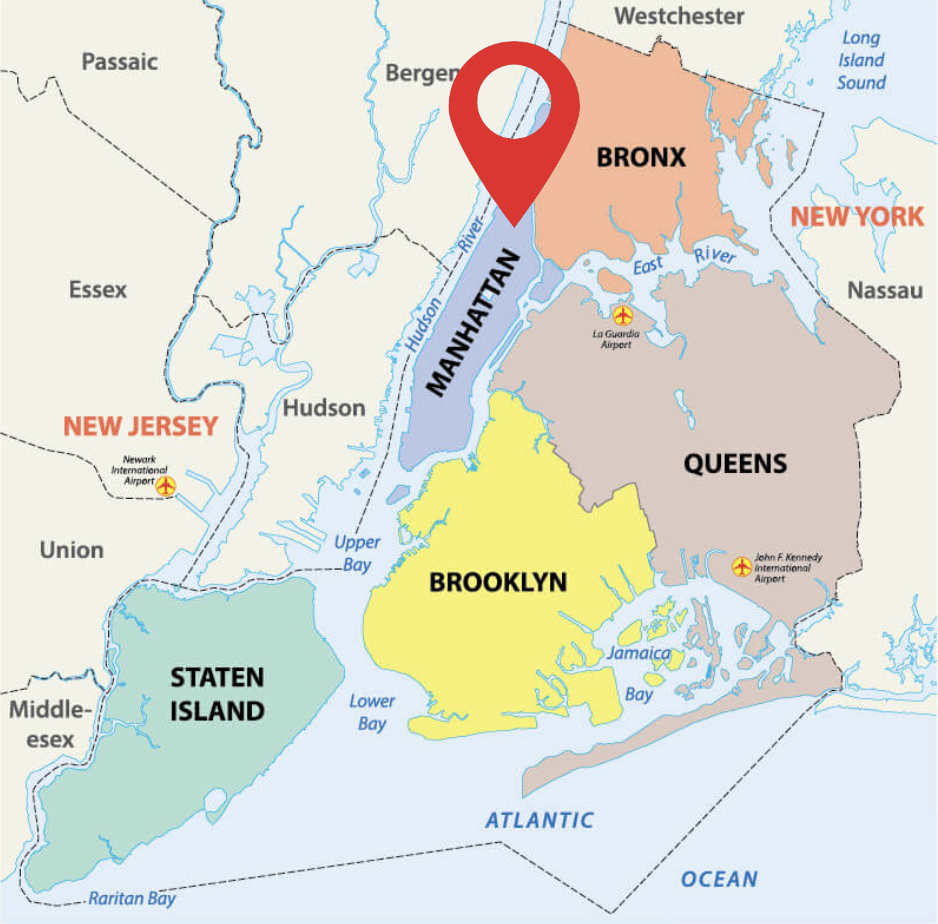 Westchester
Long
Island
Sound
Passaic
Bergen
BRONX
NEW YORK
Hudson River
East River
Essex
Nassau
MANHATTAN
La Guardia
Airport
NEW JERSEY
Hudson
Newark
International
Airport
QUEENS
Union
Upper
Bay
John F. Kennedy
International
Airport
BROOKLYN
Jamaica
Bay
STATEN
ISLAND
Lower
Bay
Middle-
esex
ATLANTIC
OCEAN
Raritan Bay